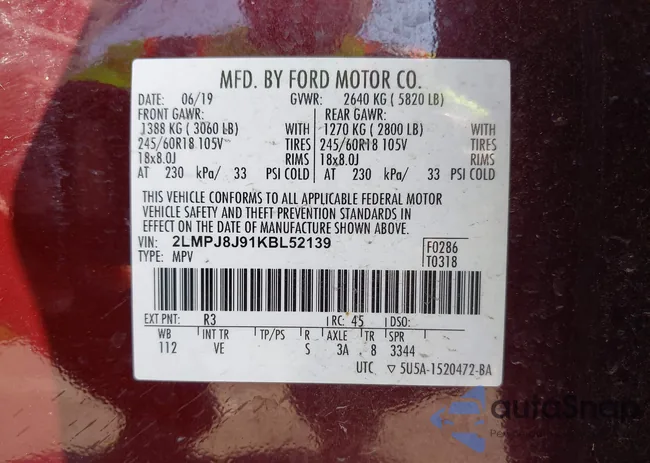 MFD. BY FORD MOTOR CO.
DATE: 06/19 GVWR: 2640 KG ( 5820 LB)
FRONT GAWR: REAR GAWR:
1388 KG ( 3060 LB) WITH 1270 KG ( 2800 LB) WITH
245/60R18 105V TIRES 245/60R18 105V TIRES
18x8.0J RIMS 18x8.0J RIMS
AT 230 kPa/ 33 PSI COLD AT 230 kPa/ 33 PSI COLD
THIS VEHICLE CONFORMS TO ALL APPLICABLE FEDERAL MOTOR
VEHICLE SAFETY AND THEFT PREVENTION STANDARDS IN
EFFECT ON THE DATE OF MANUFACTURE SHOWN ABOVE.
VIN: 2LMPJ8J91KBL52139 F0286
TYPE: MPV T0318
EXT PNT: R3 RC: 45 DSO:
WB INT TR TP/PS R AXLE TR SPR
112 VE S 3A 8 3344
UTC ▽ 5U5A-1520472-BA
autoSnap